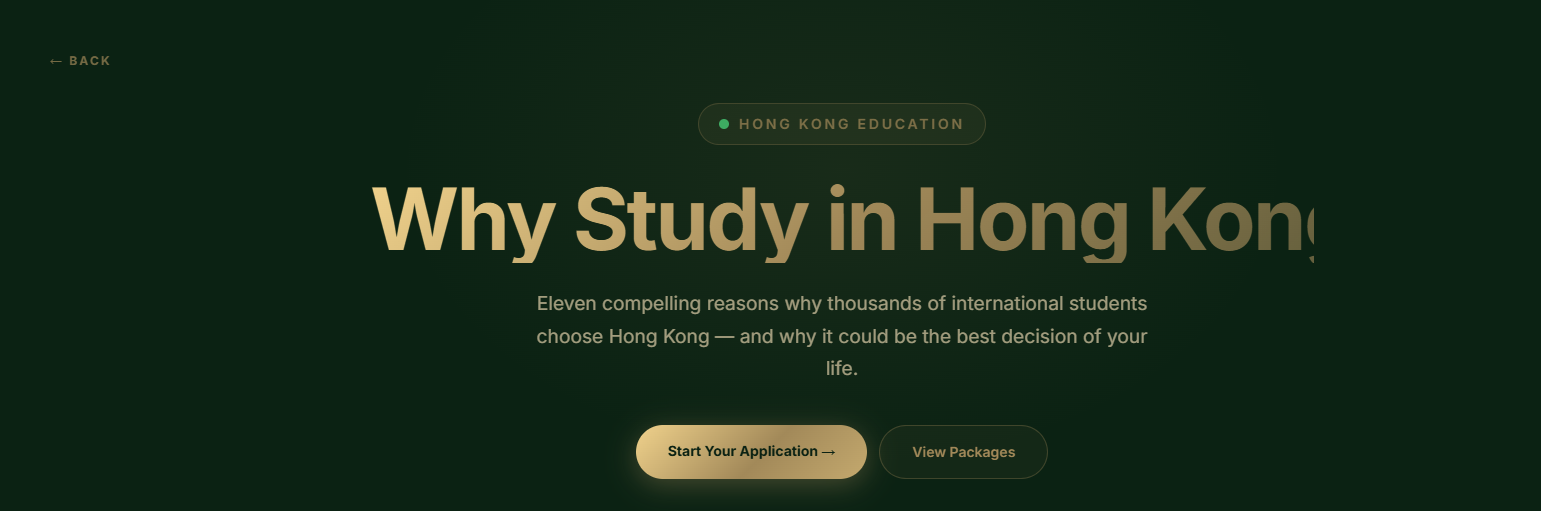 ← BACK
HONG KONG EDUCATION
Why Study in Hong Kong
Eleven compelling reasons why thousands of international students
choose Hong Kong — and why it could be the best decision of your
life.
Start Your Application →
View Packages